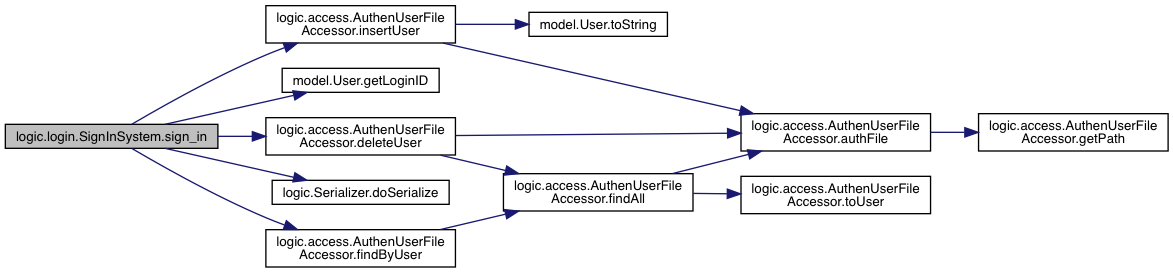 logic.login.SignInSystem.sign_in
logic.access.AuthenUserFile
Accessor.insertUser
model.User.getLoginID
logic.access.AuthenUserFile
Accessor.deleteUser
logic.Serializer.doSerialize
logic.access.AuthenUserFile
Accessor.findByUser
model.User.toString
logic.access.AuthenUserFile
Accessor.findAll
logic.access.AuthenUserFile
Accessor.authFile
logic.access.AuthenUserFile
Accessor.toUser
logic.access.AuthenUserFile
Accessor.getPath